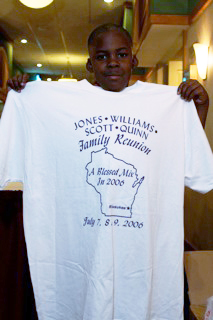 JONES • WILLIAMS •
SCOTT • QUINN
Family Reunion
A Blessed Mix
In 2006
July 7, 8, 9, 2006